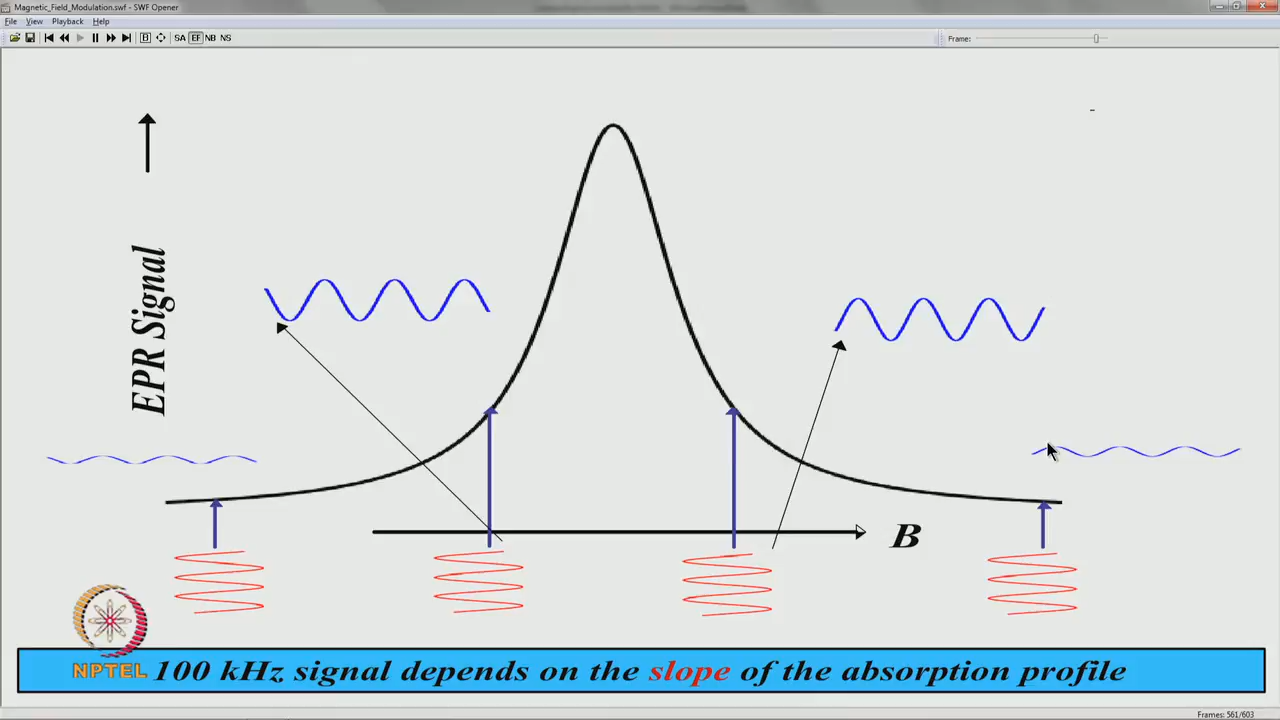 Magnetic_Field_Modulation.swf - SWF Opener
File View Playback Help
SA EF NB NS
Frame:
EPR Signal
B
NPTEL
100 kHz signal depends on the slope of the absorption profile
Frames: 561/603